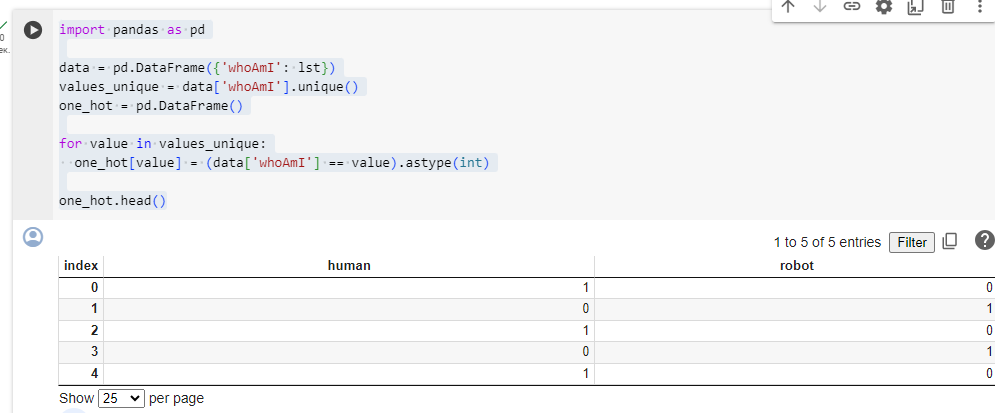 0
ек.
import pandas as pd
data = pd.DataFrame({'whoAmI': lst})
values_unique = data['whoAmI'].unique()
one_hot = pd.DataFrame()
for value in values_unique:
  one_hot[value] = (data['whoAmI'] == value).astype(int)
one_hot.head()
1 to 5 of 5 entries Filter ?
index human robot
0 1 0
1 0 1
2 1 0
3 0 1
4 1 0
Show 25 per page